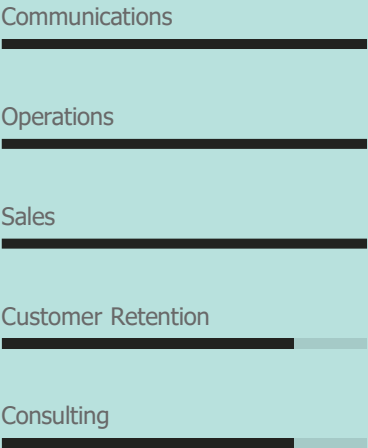 Communications
Operations
Sales
Customer Retention
Consulting